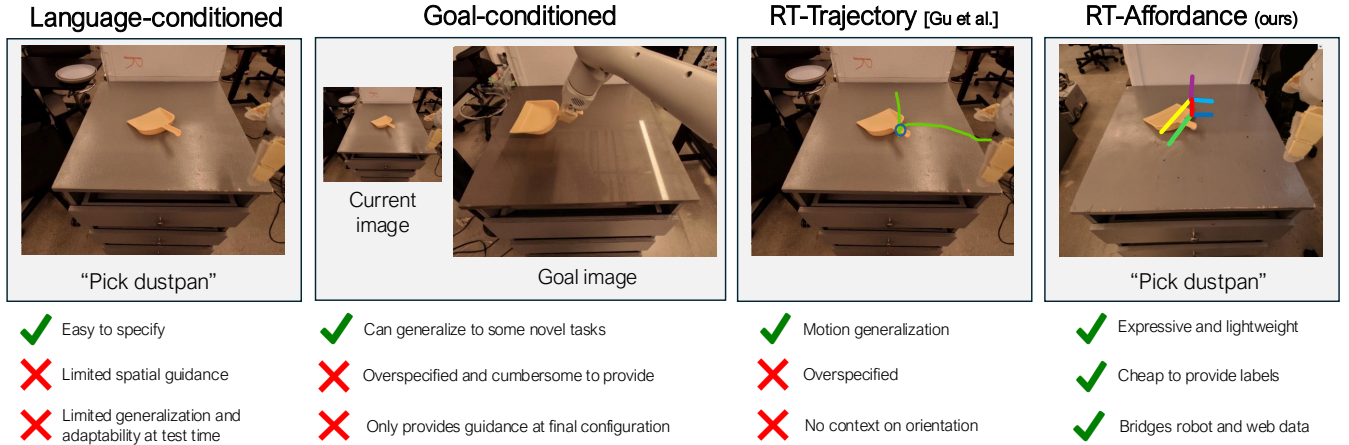 Language-conditioned
“Pick dustpan”
Easy to specify
Limited spatial guidance
Limited generalization and
adaptability at test time
Goal-conditioned
Current
image
Goal image
Can generalize to some novel tasks
Overspecified and cumbersome to provide
Only provides guidance at final configuration
RT-Trajectory [Gu et al.]
Motion generalization
Overspecified
No context on orientation
RT-Affordance (ours)
“Pick dustpan”
Expressive and lightweight
Cheap to provide labels
Bridges robot and web data